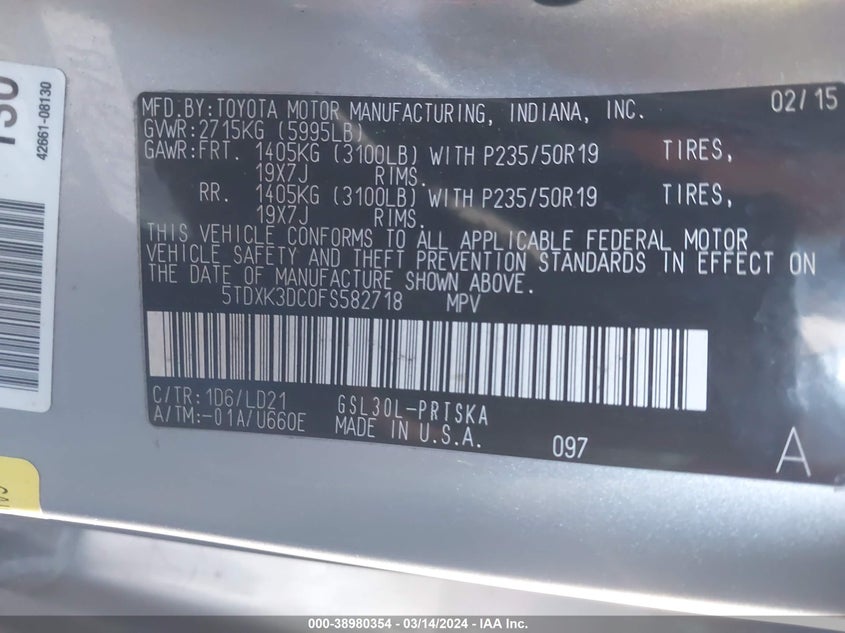 42661-08130
MFD.BY:TOYOTA MOTOR MANUFACTURING, INDIANA, INC. 02/15
GVWR:2715KG (5995LB)
GAWR:FRT. 1405KG (3100LB) WITH P235/50R19 TIRES,
19X7J RIMS.
RR. 1405KG (3100LB) WITH P235/50R19 TIRES,
19X7J RIMS.
THIS VEHICLE CONFORMS TO ALL APPLICABLE FEDERAL MOTOR
VEHICLE SAFETY AND THEFT PREVENTION STANDARDS IN EFFECT ON
THE DATE OF MANUFACTURE SHOWN ABOVE.
5TDXK3DC0FS582718 MPV
C/TR:1D6/LD21 GSL30L-PRTSKA
A/TM:-01A/U660E MADE IN U.S.A. 097 A
000-38980354 - 03/14/2024 - IAA Inc.